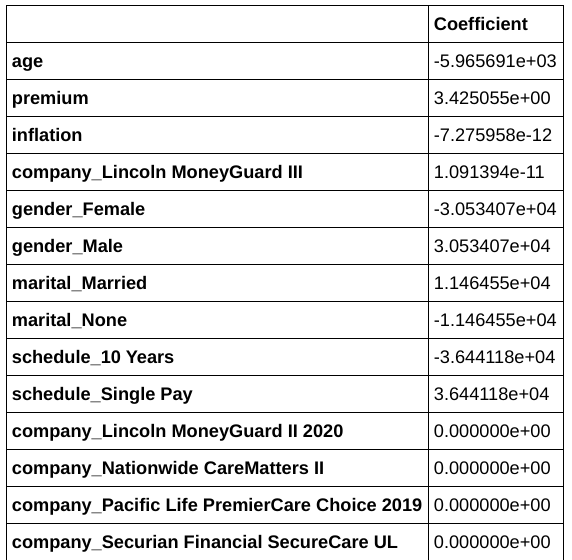 Coefficient
age -5.965691e+03
premium 3.425055e+00
inflation -7.275958e-12
company_Lincoln MoneyGuard III 1.091394e-11
gender_Female -3.053407e+04
gender_Male 3.053407e+04
marital_Married 1.146455e+04
marital_None -1.146455e+04
schedule_10 Years -3.644118e+04
schedule_Single Pay 3.644118e+04
company_Lincoln MoneyGuard II 2020 0.000000e+00
company_Nationwide CareMatters II 0.000000e+00
company_Pacific Life PremierCare Choice 2019 0.000000e+00
company_Securian Financial SecureCare UL 0.000000e+00